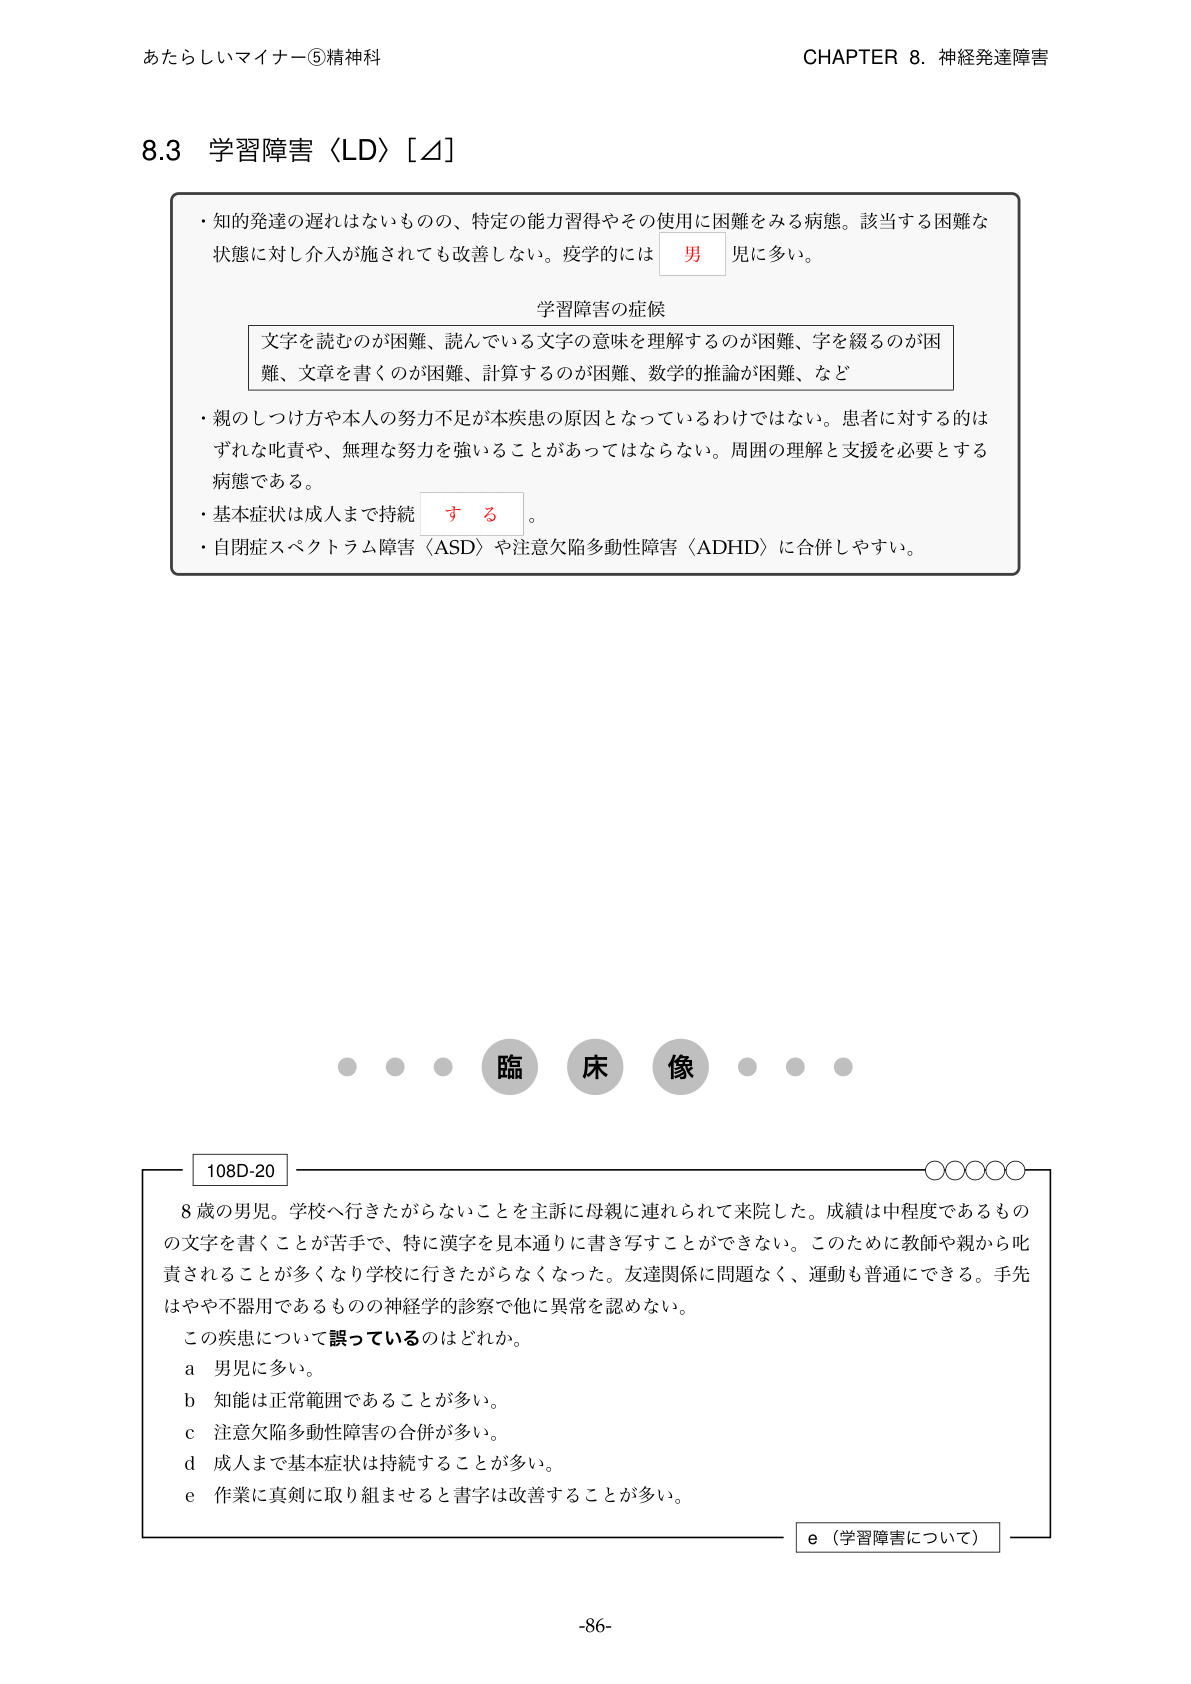 あたらしいマイナー⑤精神科
CHAPTER 8. 神経発達障害
8.3 学習障害〈LD〉[⊿]
・知的発達の遅れはないものの、特定の能力習得やその使用に困難をみる病態。該当する困難な
状態に対し介入が施されても改善しない。疫学的には 男 児に多い。
学習障害の症候
文字を読むのが困難、読んでいる文字の意味を理解するのが困難、字を綴るのが困
難、文章を書くのが困難、計算するのが困難、数学的推論が困難、など
・親のしつけ方や本人の努力不足が本疾患の原因となっているわけではない。患者に対する的は
ずれな叱責や、無理な努力を強いることがあってはならない。周囲の理解と支援を必要とする
病態である。
・基本症状は成人まで持続 する 。
・自閉症スペクトラム障害〈ASD〉や注意欠陥多動性障害〈ADHD〉に合併しやすい。
臨床像
108D-20
8 歳の男児。学校へ行きたがらないことを主訴に母親に連れられて来院した。成績は中程度であるもの
の文字を書くことが苦手で、特に漢字を見本通りに書き写すことができない。このために教師や親から叱
責されることが多くなり学校に行きたがらなくなった。友達関係に問題なく、運動も普通にできる。手先
はやや不器用であるものの神経学的診察で他に異常を認めない。
この疾患について誤っているのはどれか。
a 男児に多い。
b 知能は正常範囲であることが多い。
c 注意欠陥多動性障害の合併が多い。
d 成人まで基本症状は持続することが多い。
e 作業に真剣に取り組ませると書字は改善することが多い。
e （学習障害について）
-86-